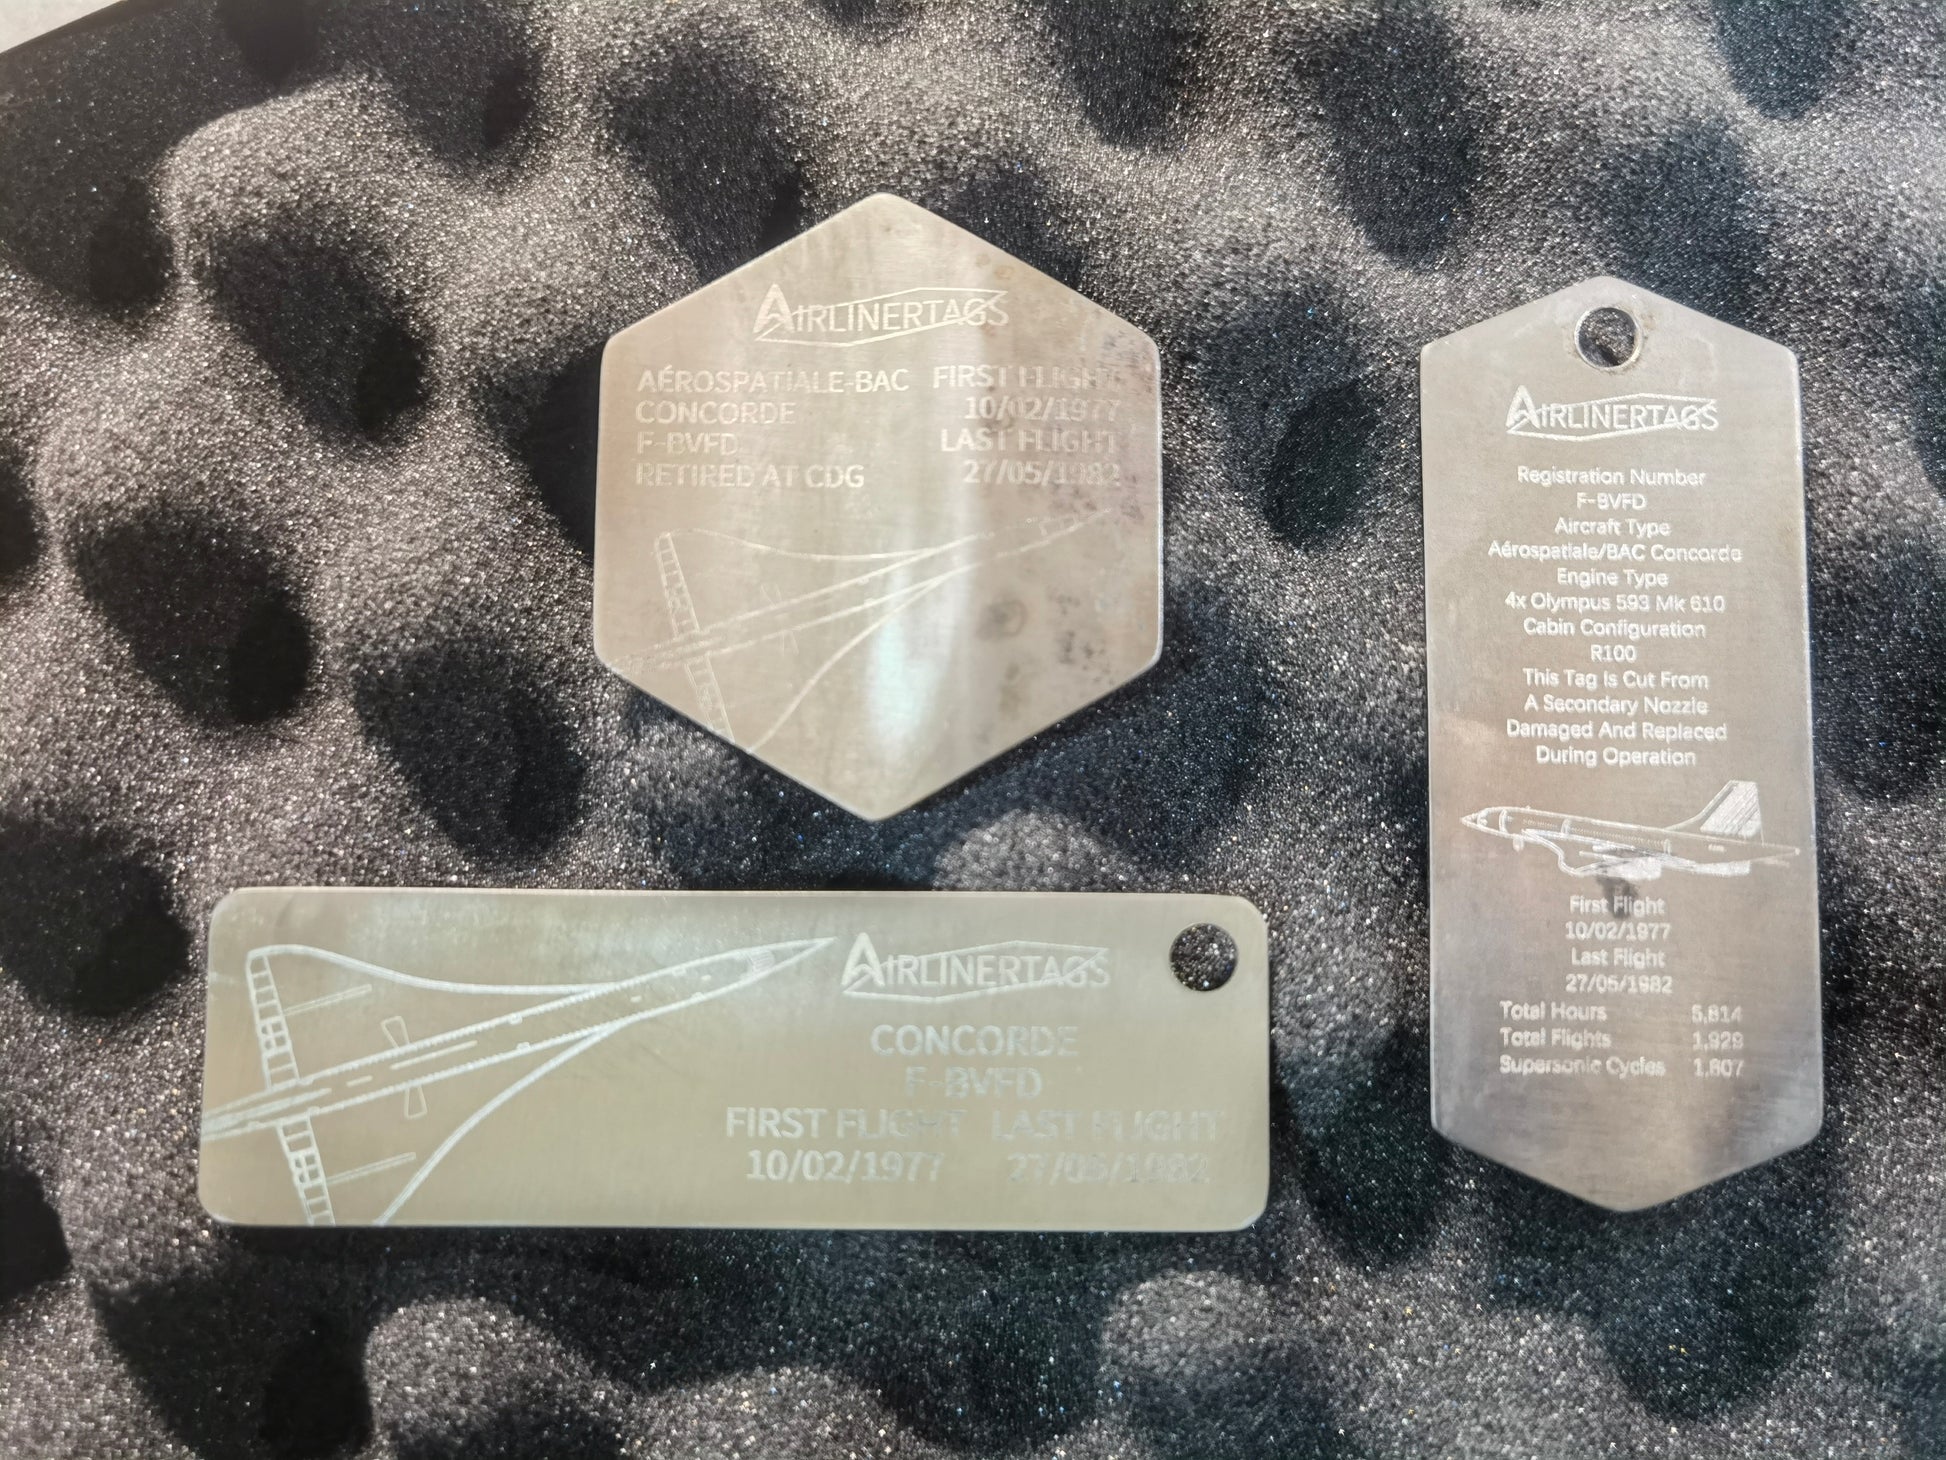 AIRLINERTAGS
AÉROSPATIALE-BAC FIRST FLIGHT
CONCORDE 10/02/1977
F-BVFD LAST FLIGHT
RETIRED AT CDG 27/05/1982
AIRLINERTAGS
Registration Number
F-BVFD
Aircraft Type
Aérospatiale/BAC Concorde
Engine Type
4x Olympus 593 Mk 610
Cabin Configuration
R100
This Tag Is Cut From
A Secondary Nozzle
Damaged And Replaced
During Operation
First Flight
10/02/1977
Last Flight
27/05/1982
Total Hours 5,814
Total Flights 1,929
Supersonic Cycles 1,807
AIRLINERTAGS
CONCORDE
F-BVFD
FIRST FLIGHT LAST FLIGHT
10/02/1977 27/05/1982